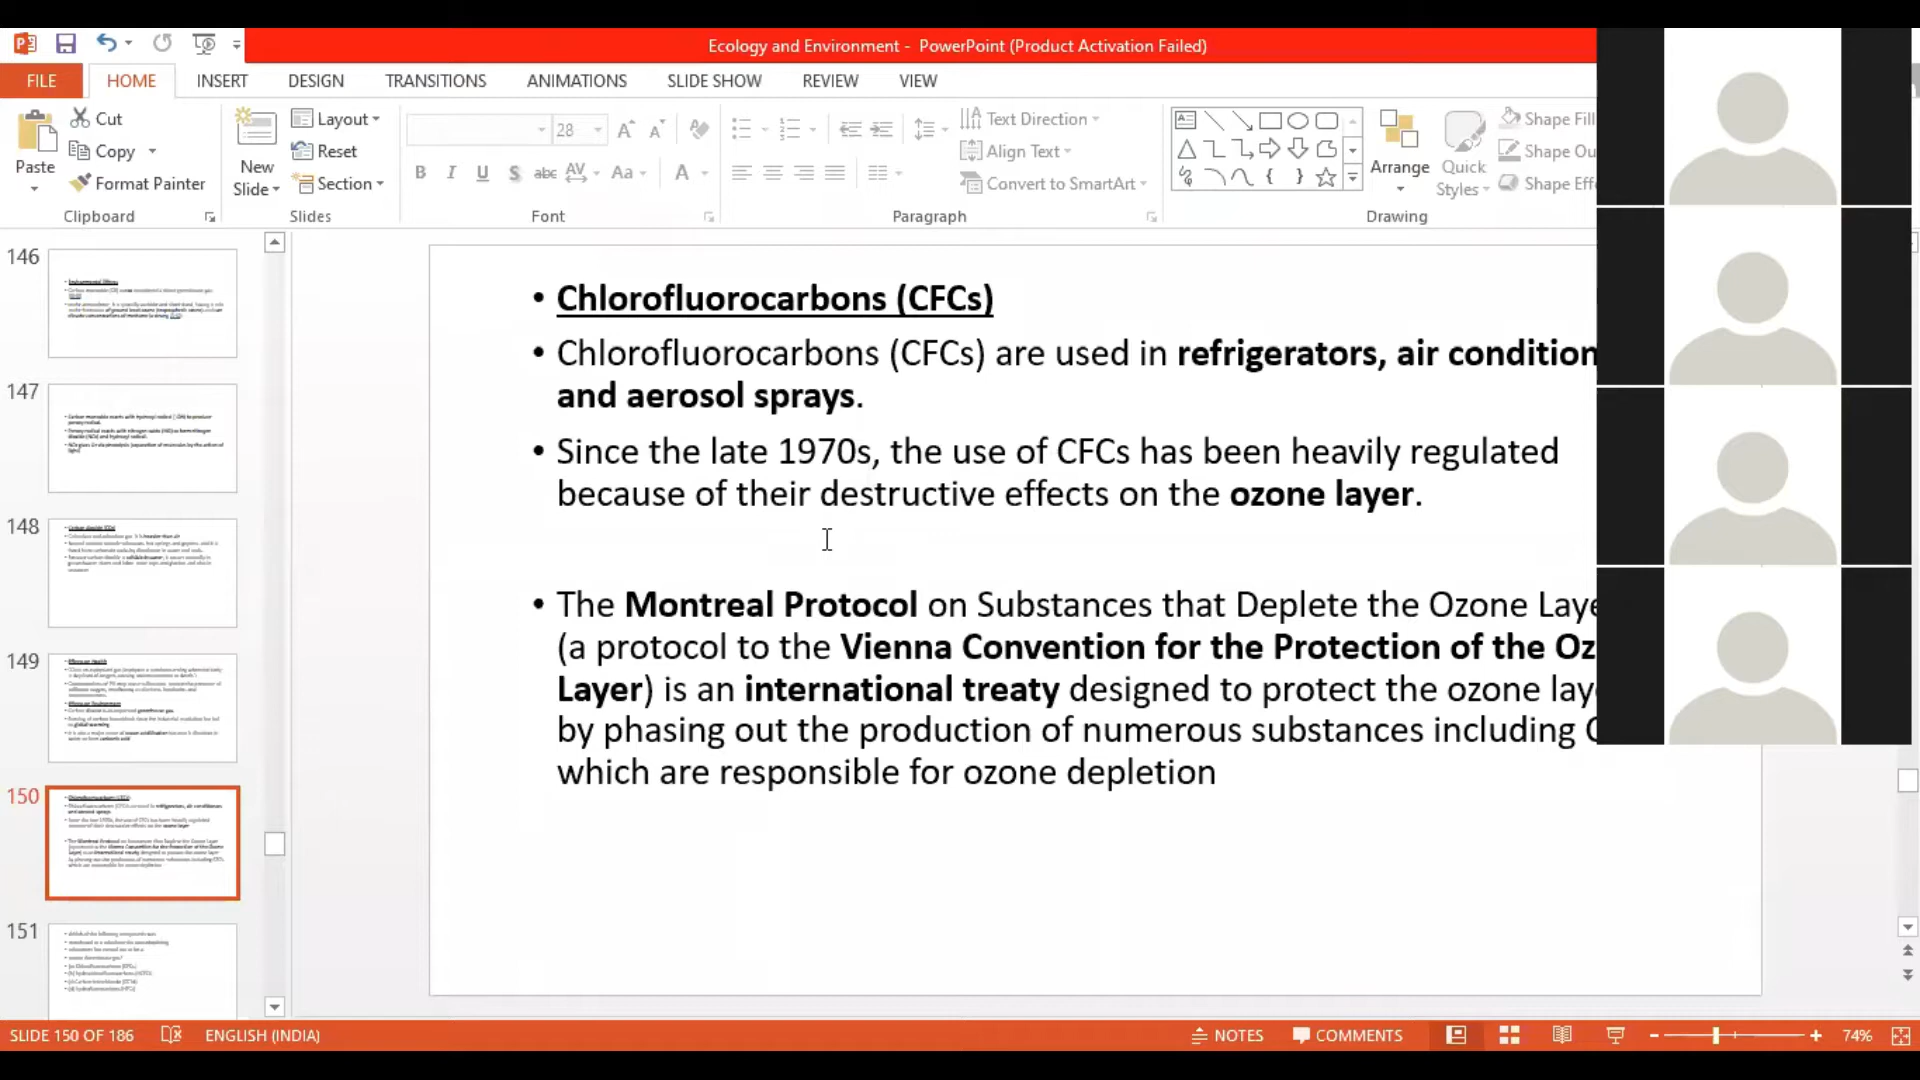 Ecology and Environment - PowerPoint (Product Activation Failed)
FILE HOME INSERT DESIGN TRANSITIONS ANIMATIONS SLIDE SHOW REVIEW VIEW
Paste
Cut
Copy
Format Painter
Clipboard
New
Slide
Layout
Reset
Section
Slides
28
B I U S abc AV Aa A
Font
Text Direction
Align Text
Convert to SmartArt
Paragraph
Arrange
Quick
Styles
Shape Fill
Shape Ou
Shape Eff
Drawing
146
147
148
149
150
151
• Chlorofluorocarbons (CFCs)
• Chlorofluorocarbons (CFCs) are used in refrigerators, air condition
and aerosol sprays.
• Since the late 1970s, the use of CFCs has been heavily regulated
because of their destructive effects on the ozone layer.
• The Montreal Protocol on Substances that Deplete the Ozone Laye
(a protocol to the Vienna Convention for the Protection of the Oz
Layer) is an international treaty designed to protect the ozone lay
by phasing out the production of numerous substances including
which are responsible for ozone depletion
SLIDE 150 OF 186 ENGLISH (INDIA) NOTES COMMENTS 74%